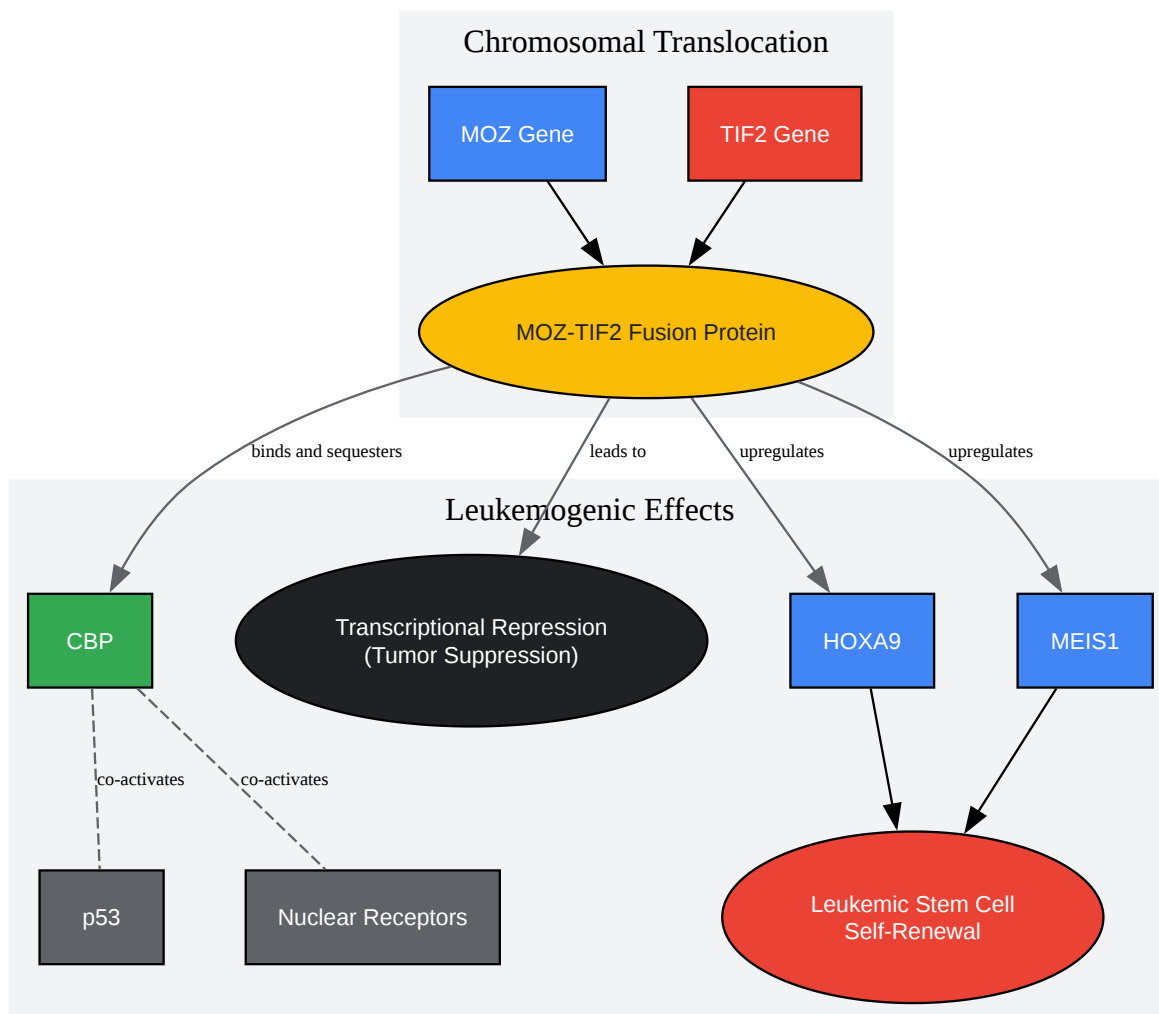 Chromosomal Translocation
MOZ Gene
TIF2 Gene
MOZ-TIF2 Fusion Protein
binds and sequesters
leads to
upregulates
upregulates
Leukemogenic Effects
CBP
Transcriptional Repression
(Tumor Suppression)
HOXA9
MEIS1
co-activates
co-activates
p53
Nuclear Receptors
Leukemic Stem Cell
Self-Renewal